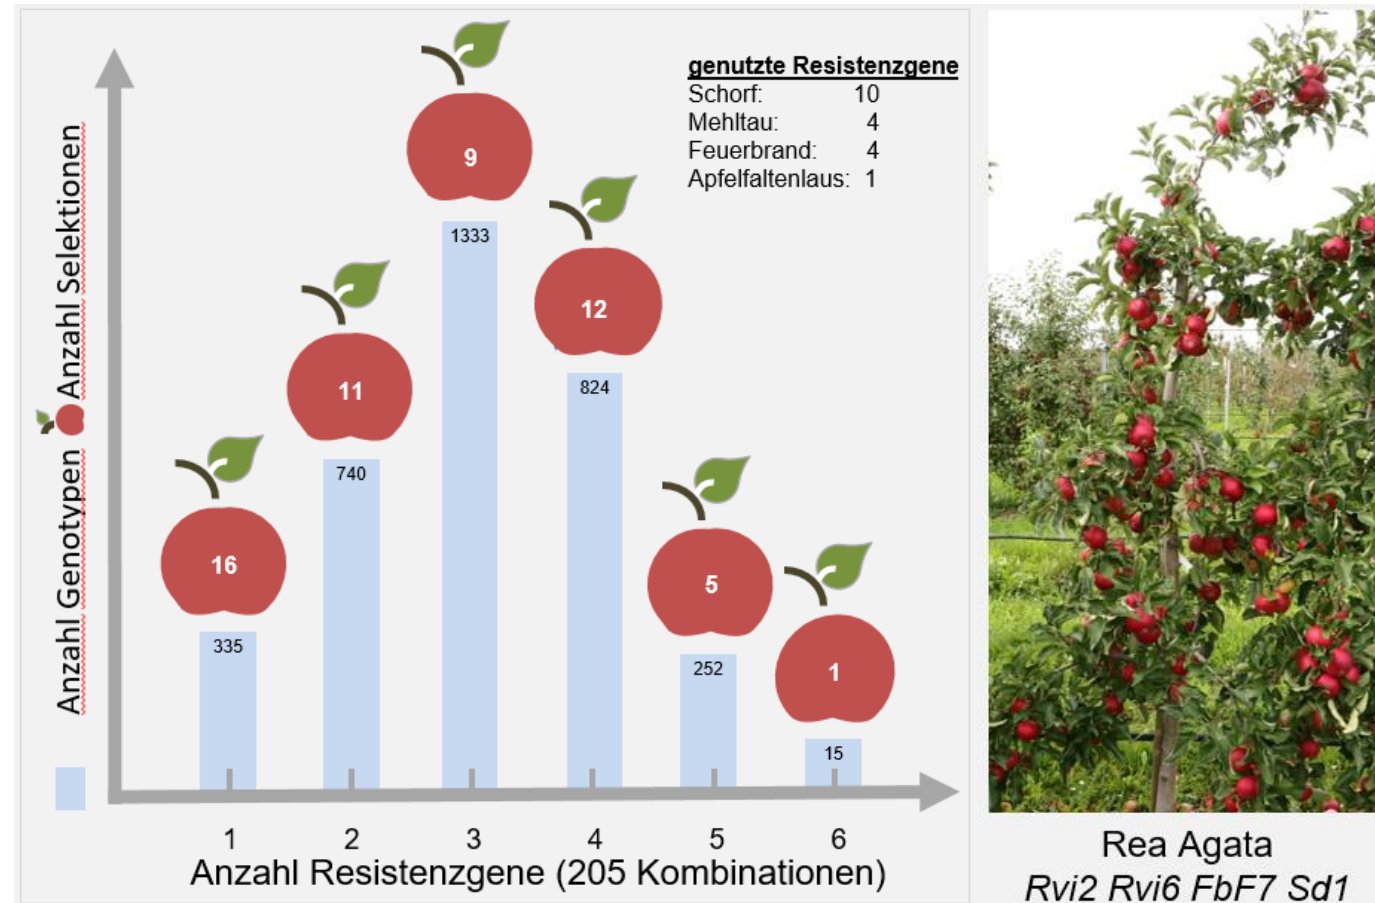 genutzte Resistenzgene
Schorf: 10
Mehltau: 4
Feuerbrand: 4
Apfelfaltenlaus: 1
Anzahl Genotypen Anzahl Selektionen
9
1333
12
824
11
740
16
335
5
252
1
15
1 2 3 4 5 6
Anzahl Resistenzgene (205 Kombinationen)
Rea Agata
Rvi2 Rvi6 FbF7 Sd1